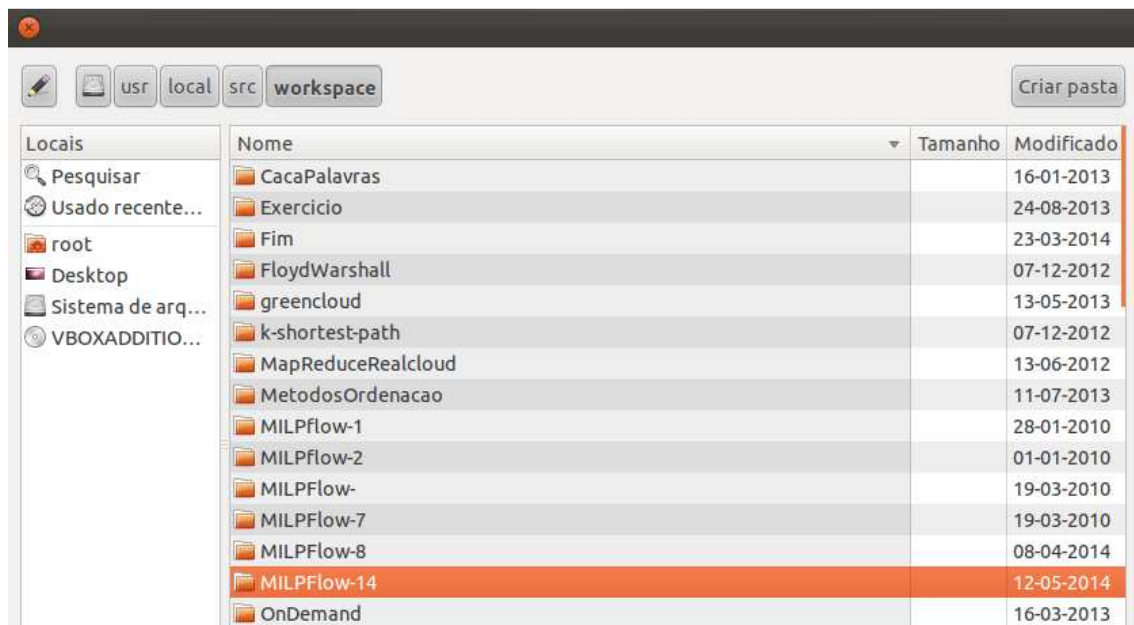 usr local src workspace Criar pasta
Locais
Pesquisar
Usado recente...
root
Desktop
Sistema de arq...
VBOXADDITIO...
Nome Tamanho Modificado
CacaPalavras 16-01-2013
Exercicio 24-08-2013
Fim 23-03-2014
FloydWarshall 07-12-2012
greencloud 13-05-2013
k-shortest-path 07-12-2012
MapReduceRealcloud 13-06-2012
MetodosOrdenacao 11-07-2013
MILPflow-1 28-01-2010
MILPflow-2 01-01-2010
MILPFlow- 19-03-2010
MILPFlow-7 19-03-2010
MILPFlow-8 08-04-2014
MILPFlow-14 12-05-2014
OnDemand 16-03-2013